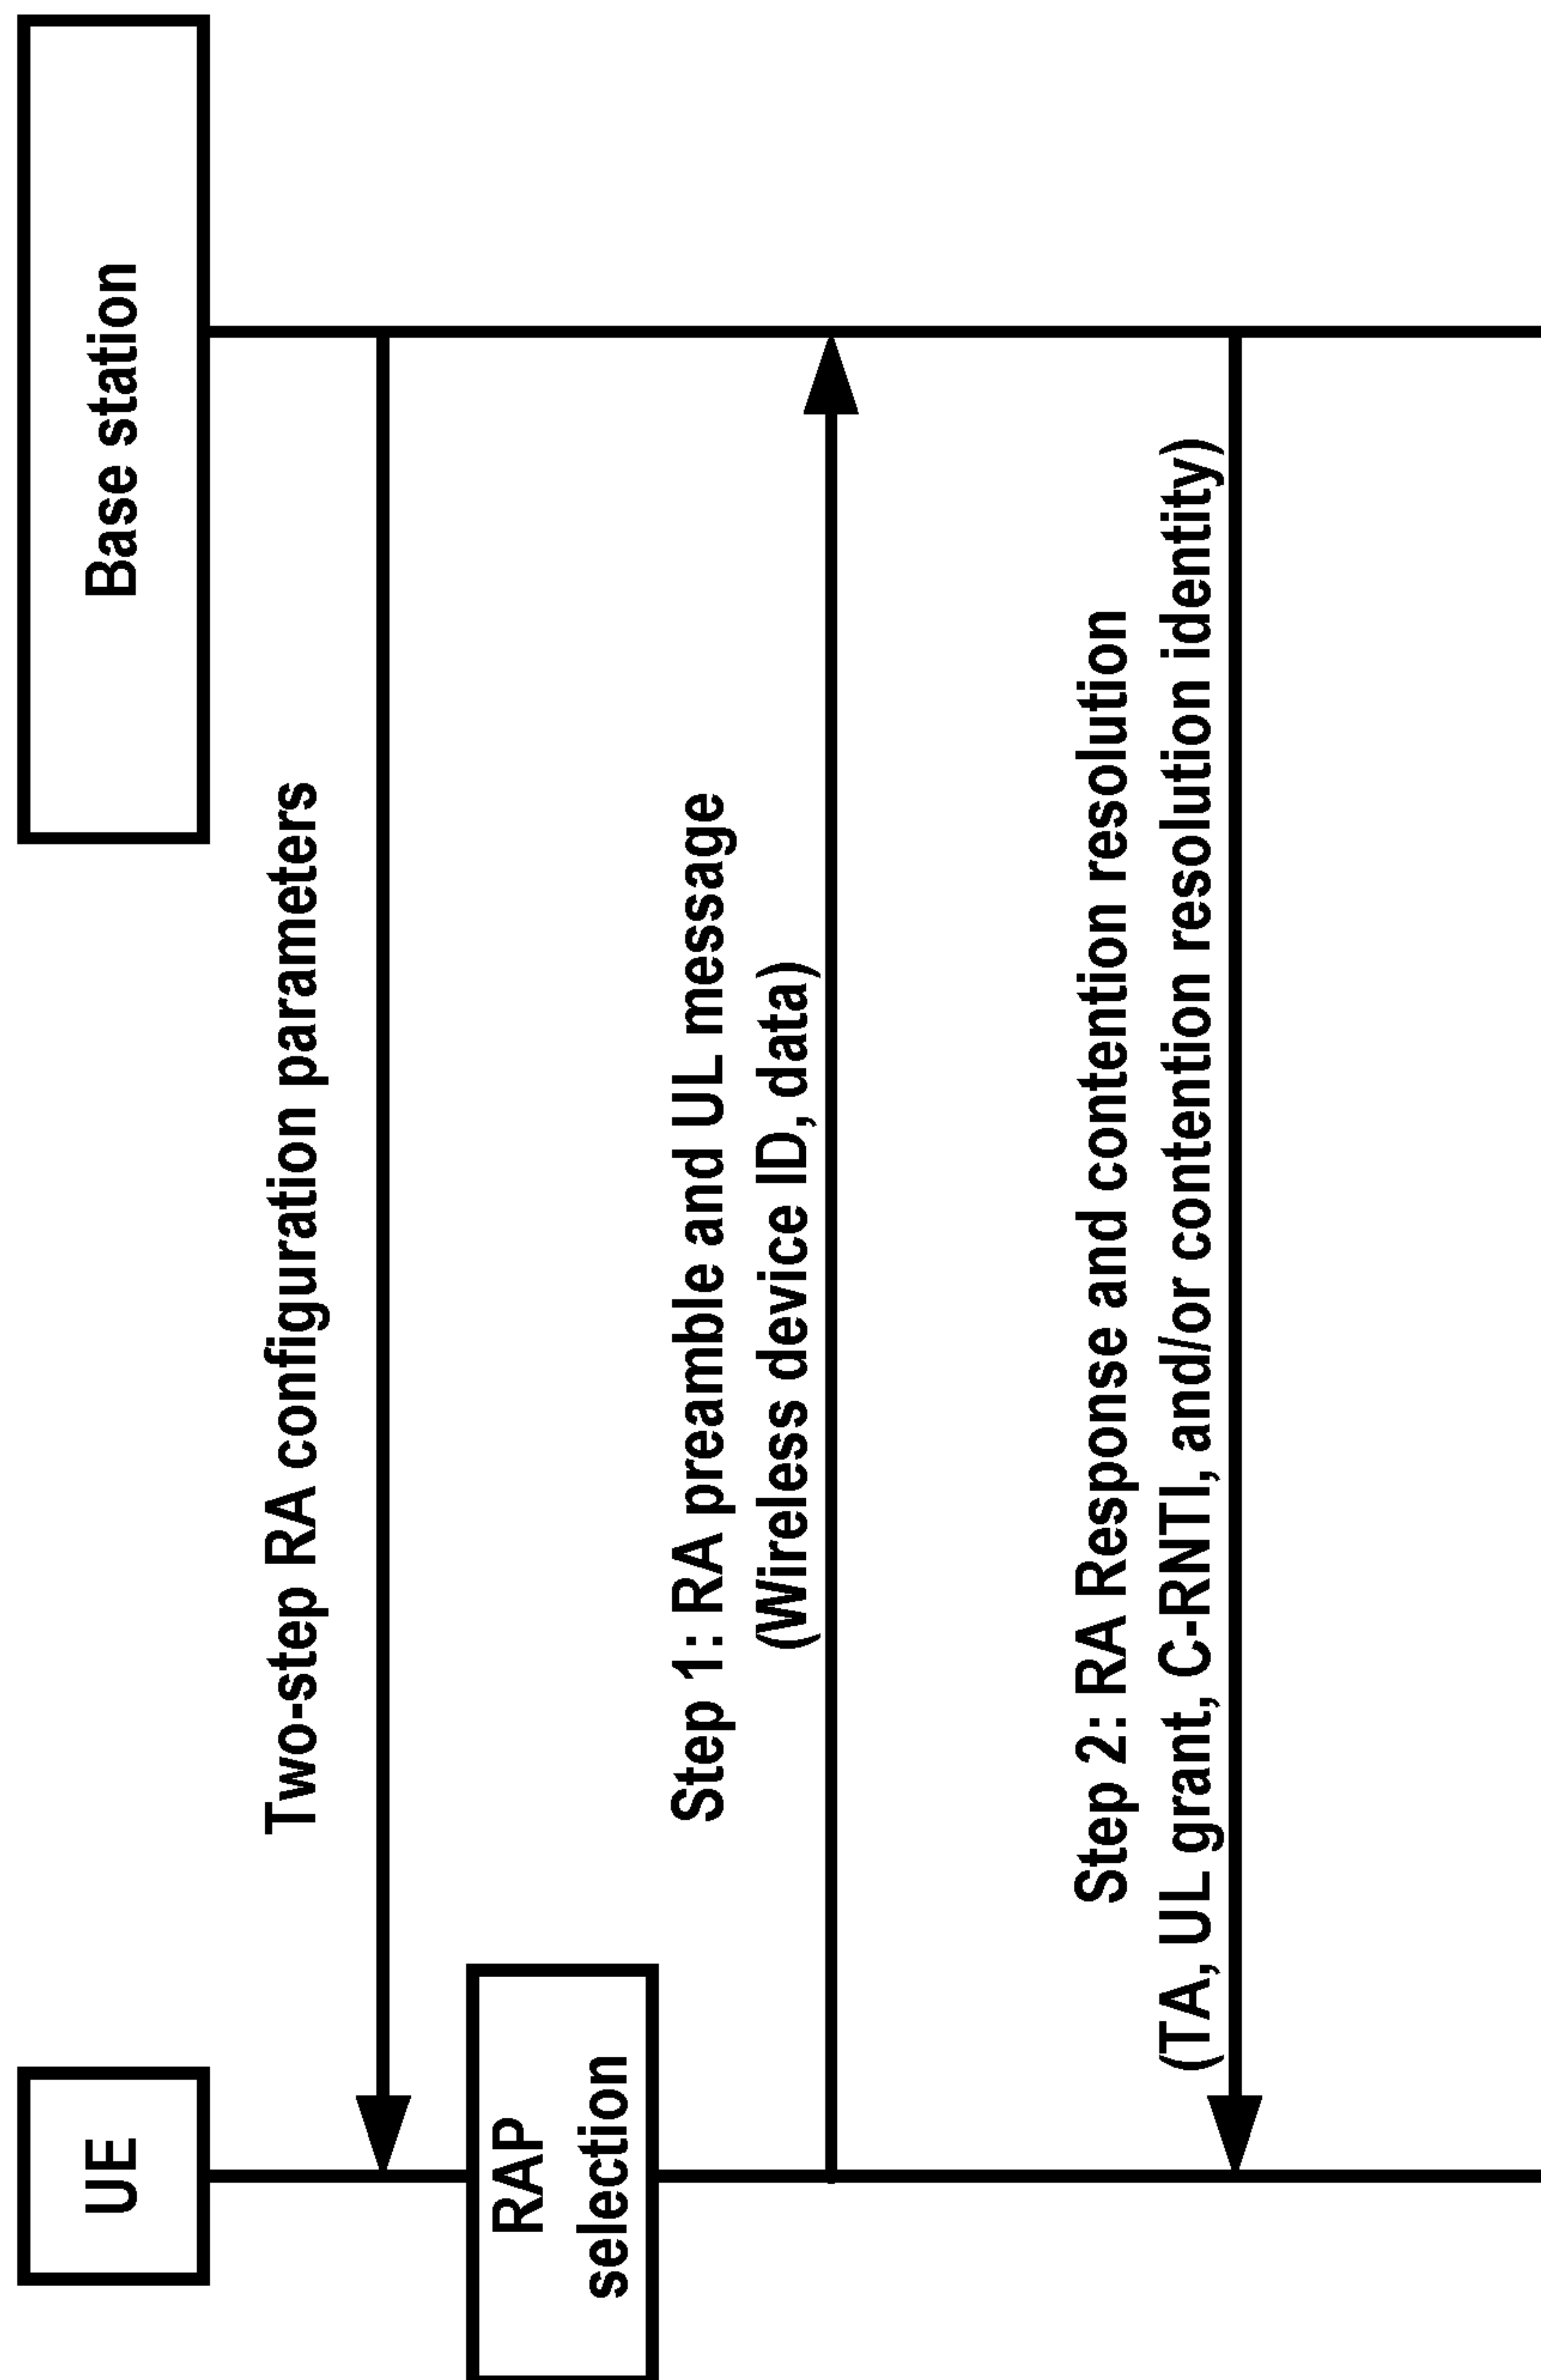 UE
Base station
Two-step RA configuration parameters
RAP
selection
Step 1: RA preamble and UL message
(Wireless device ID, data)
Step 2: RA Response and contention resolution
(TA, UL grant, C-RNTI, and/or contention resolution identity)